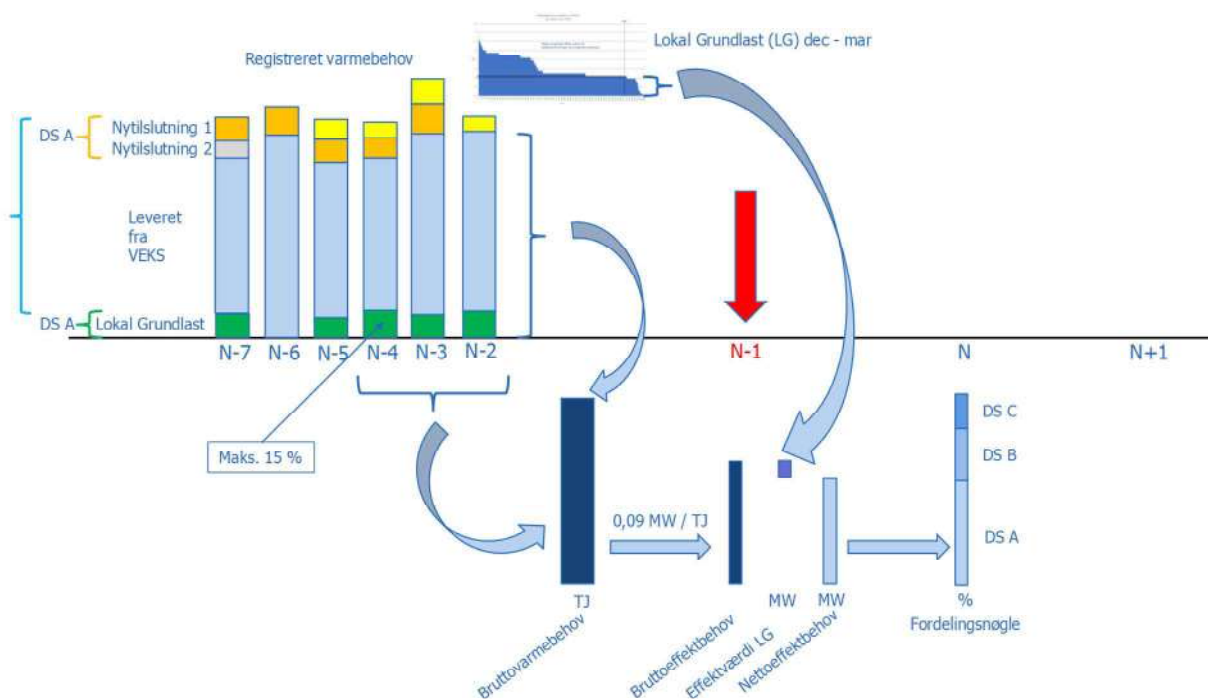 Lokal Grundlast (LG) dec - mar
Registreret varmebehov
DS A
Nytilslutning 1
Nytilslutning 2
Leveret
fra
VEKS
DS A
Lokal Grundlast
N-7
N-6
N-5
N-4
N-3
N-2
N-1
N
N+1
Maks. 15 %
0,09 MW / TJ
DS C
DS B
DS A
TJ
MW
MW
%
Fordelingsnøgle
Bruttovarmebehov
Bruttoeffektbehov
Effektværdi LG
Nettoeffektbehov